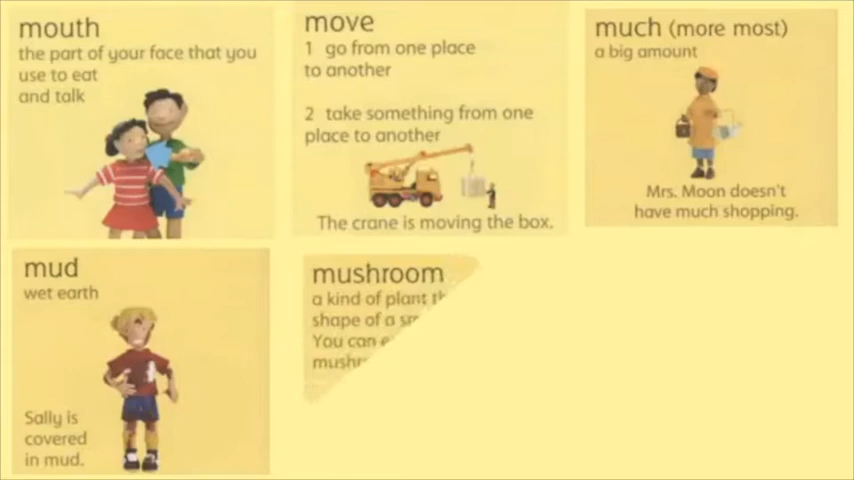 mouth
the part of your face that you
use to eat
and talk
move
1 go from one place
to another
2 take something from one
place to another
The crane is moving the box.
much (more most)
a big amount
Mrs. Moon doesn't
have much shopping.
mud
wet earth
Sally is
covered
in mud.
mushroom
a kind of plant
shape of a
You can